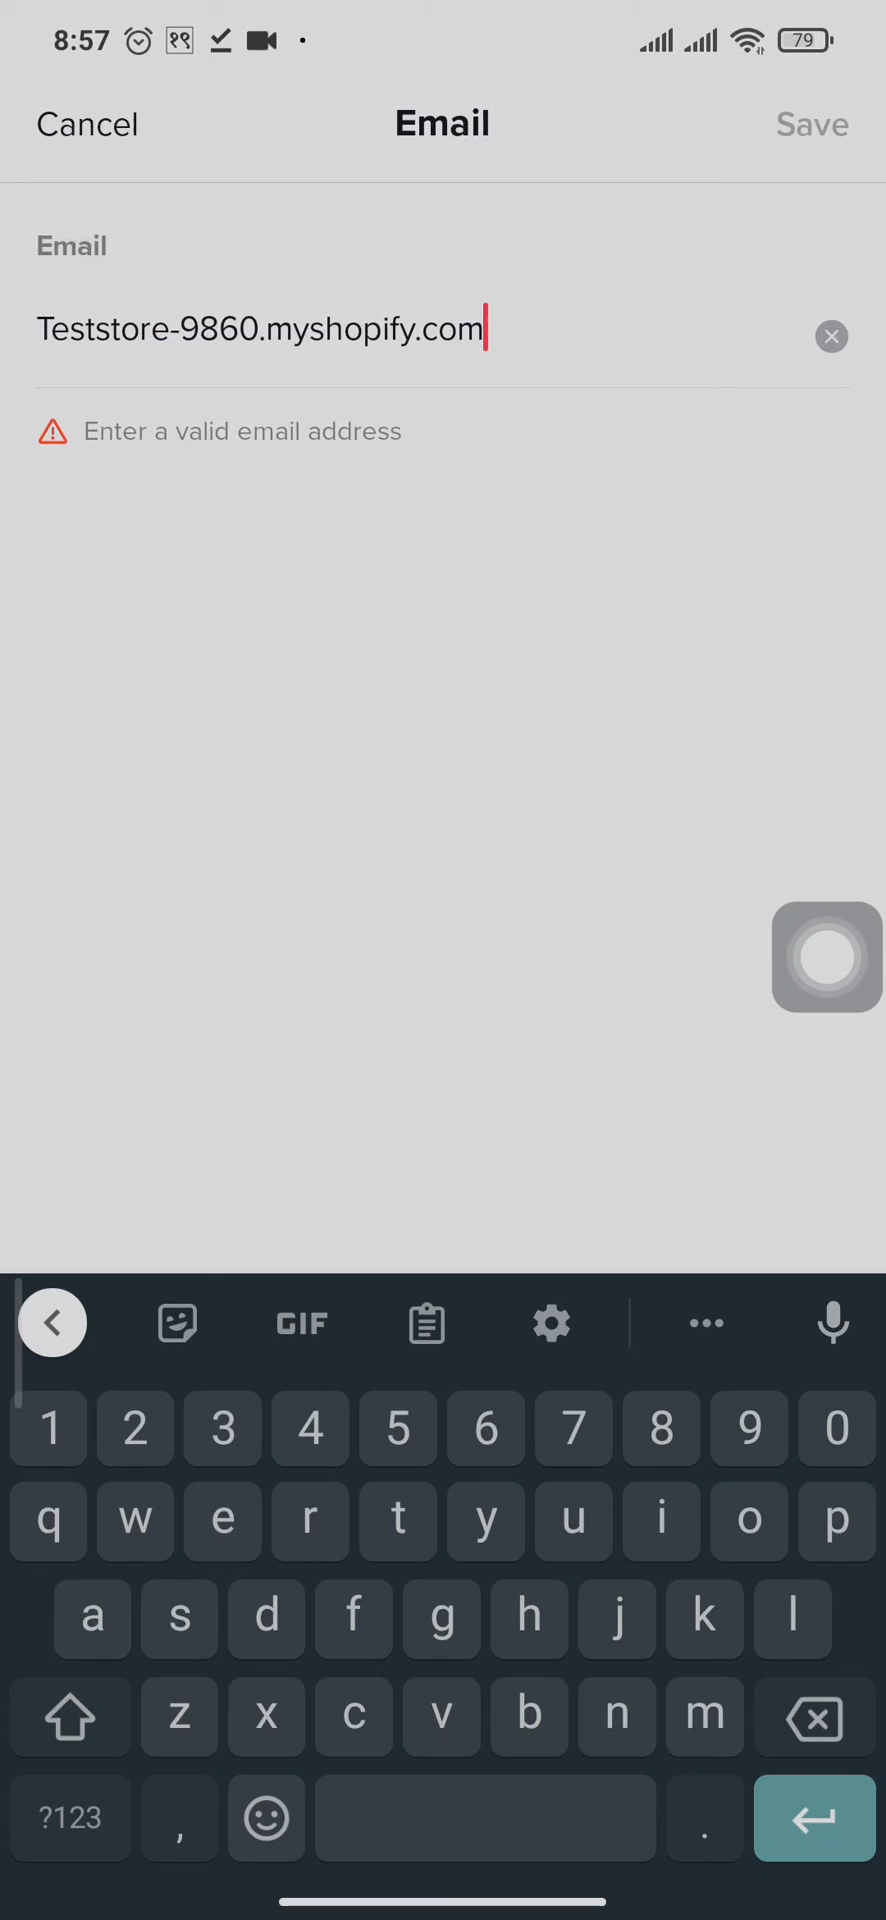 8:57 १९ 79
Cancel Email Save
Email
Teststore-9860.myshopify.com
Enter a valid email address
GIF
1 2 3 4 5 6 7 8 9 0
q w e r t y u i o p
a s d f g h j k l
z x c v b n m
?123 , .